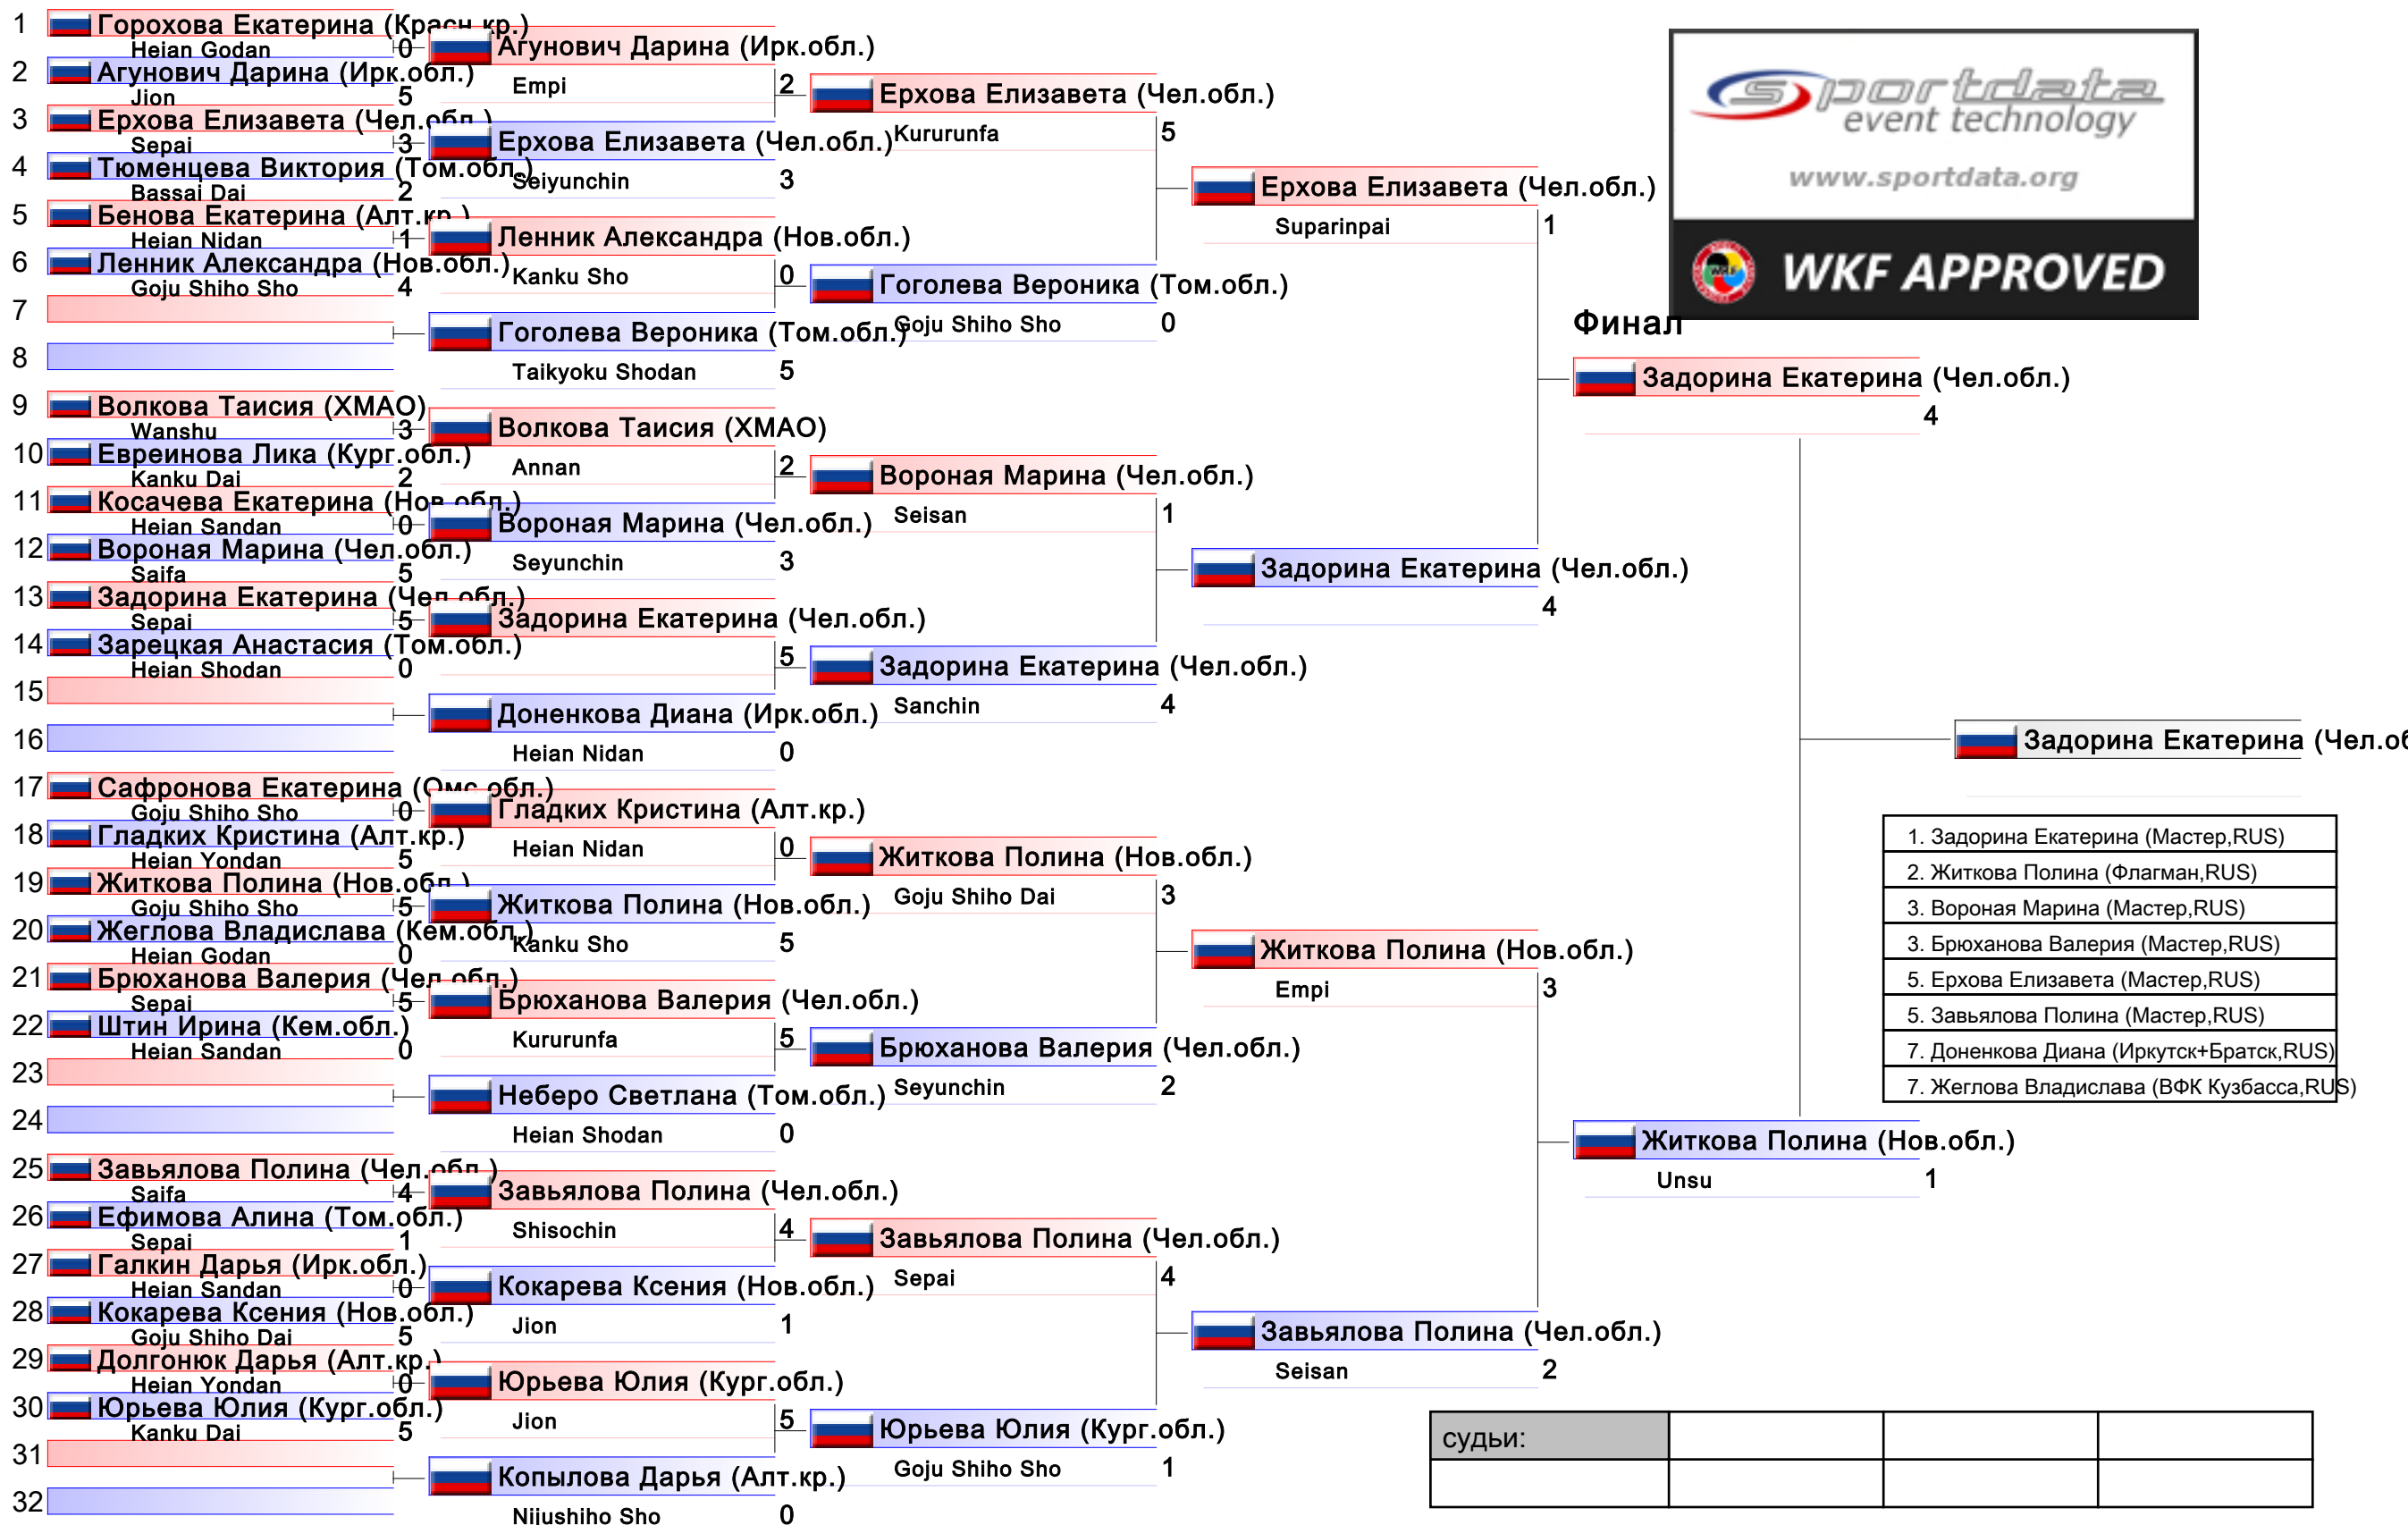 1 Горохова Екатерина (Красн.кр.)
Heian Godan 0
2 Агунович Дарина (Ирк.обл.)
Jion 5
3 Ерхова Елизавета (Чел.обл.)
Sepai 3
4 Тюменцева Виктория (Том.обл.)
Bassai Dai 2
5 Бенова Екатерина (Алт.кр.)
Heian Nidan 1
6 Ленник Александра (Нов.обл.)
Goju Shiho Sho 4
7
8
9 Волкова Таисия (ХМАО)
Wanshu 3
10 Евреинова Лика (Кург.обл.)
Kanku Dai 2
11 Косачева Екатерина (Нов.обл.)
Heian Sandan 0
12 Вороная Марина (Чел.обл.)
Saifa 5
13 Задорина Екатерина (Чел.обл.)
Sepai 5
14 Зарецкая Анастасия (Том.обл.)
Heian Shodan 0
15
16
17 Сафронова Екатерина (Омс.обл.)
Goju Shiho Sho 0
18 Гладких Кристина (Алт.кр.)
Heian Yondan 5
19 Житкова Полина (Нов.обл.)
Goju Shiho Sho 5
20 Жеглова Владислава (Кем.обл.)
Heian Godan 0
21 Брюханова Валерия (Чел.обл.)
Sepai 5
22 Штин Ирина (Кем.обл.)
Heian Sandan 0
23
24
25 Завьялова Полина (Чел.обл.)
Saifa 4
26 Ефимова Алина (Том.обл.)
Sepai 1
27 Галкин Дарья (Ирк.обл.)
Heian Sandan 0
28 Кокарева Ксения (Нов.обл.)
Goju Shiho Dai 5
29 Долгонюк Дарья (Алт.кр.)
Heian Yondan 0
30 Юрьева Юлия (Кург.обл.)
Kanku Dai 5
31
32
Агунович Дарина (Ирк.обл.)
Empi 2
Ерхова Елизавета (Чел.обл.)
Seiyunchin 3
Ленник Александра (Нов.обл.)
Kanku Sho 0
Гоголева Вероника (Том.обл.)
Taikyoku Shodan 5
Волкова Таисия (ХМАО)
Annan 2
Вороная Марина (Чел.обл.)
Seyunchin 3
Задорина Екатерина (Чел.обл.)
5
Доненкова Диана (Ирк.обл.)
Heian Nidan 0
Гладких Кристина (Алт.кр.)
Heian Nidan 0
Житкова Полина (Нов.обл.)
Kanku Sho 5
Брюханова Валерия (Чел.обл.)
Kururunfa 5
Неберо Светлана (Том.обл.)
Heian Shodan 0
Завьялова Полина (Чел.обл.)
Shisochin 4
Кокарева Ксения (Нов.обл.)
Jion 1
Юрьева Юлия (Кург.обл.)
Jion 5
Копылова Дарья (Алт.кр.)
Nijushiho Sho 0
Ерхова Елизавета (Чел.обл.)
Kururunfa 5
Гоголева Вероника (Том.обл.)
Goju Shiho Sho 0
Вороная Марина (Чел.обл.)
Seisan 1
Задорина Екатерина (Чел.обл.)
Sanchin 4
Житкова Полина (Нов.обл.)
Goju Shiho Dai 3
Брюханова Валерия (Чел.обл.)
Seyunchin 2
Завьялова Полина (Чел.обл.)
Sepai 4
Юрьева Юлия (Кург.обл.)
Goju Shiho Sho 1
Ерхова Елизавета (Чел.обл.)
Suparinpai 1
Задорина Екатерина (Чел.обл.)
4
Житкова Полина (Нов.обл.)
Empi 3
Завьялова Полина (Чел.обл.)
Seisan 2
sportdata
event technology
www.sportdata.org
WKF
WKF APPROVED
Финал
Задорина Екатерина (Чел.обл.)
4
Житкова Полина (Нов.обл.)
Unsu 1
Задорина Екатерина (Чел.об
1. Задорина Екатерина (Мастер,RUS)
2. Житкова Полина (Флагман,RUS)
3. Вороная Марина (Мастер,RUS)
3. Брюханова Валерия (Мастер,RUS)
5. Ерхова Елизавета (Мастер,RUS)
5. Завьялова Полина (Мастер,RUS)
7. Доненкова Диана (Иркутск+Братск,RUS)
7. Жеглова Владислава (ВФК Кузбасса,RUS)
судьи: